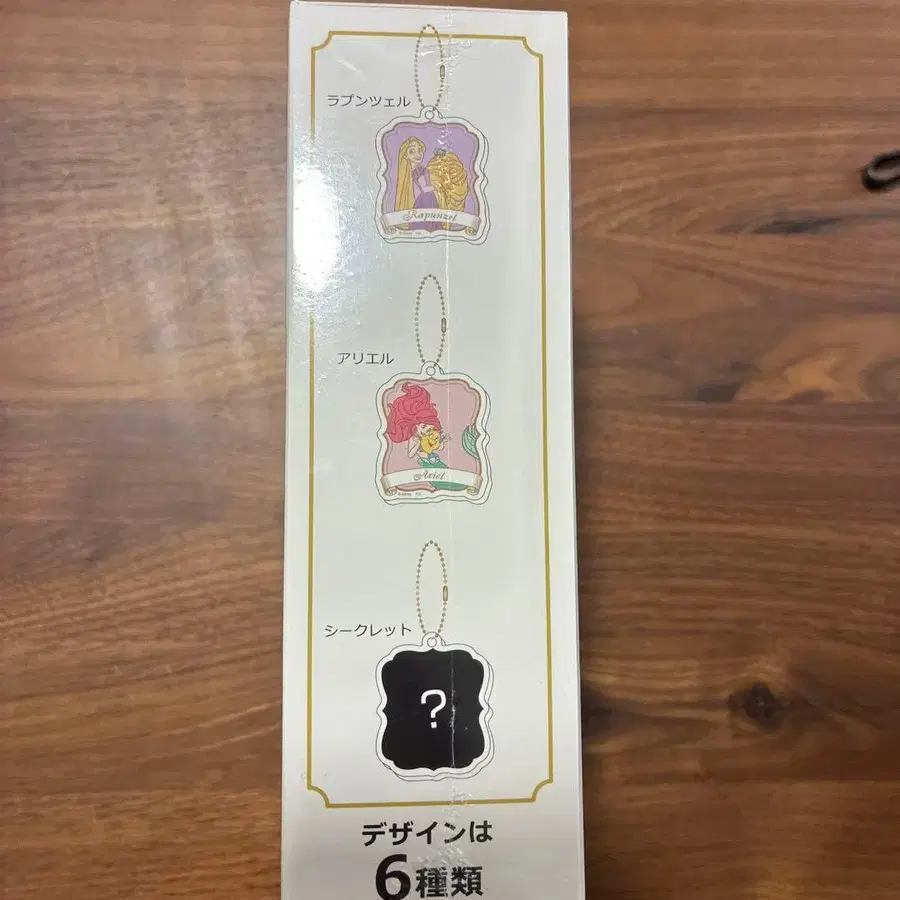 ラプンツェル
Rapunzel
アリエル
Ariel
シークレット
?
デザインは
6種類